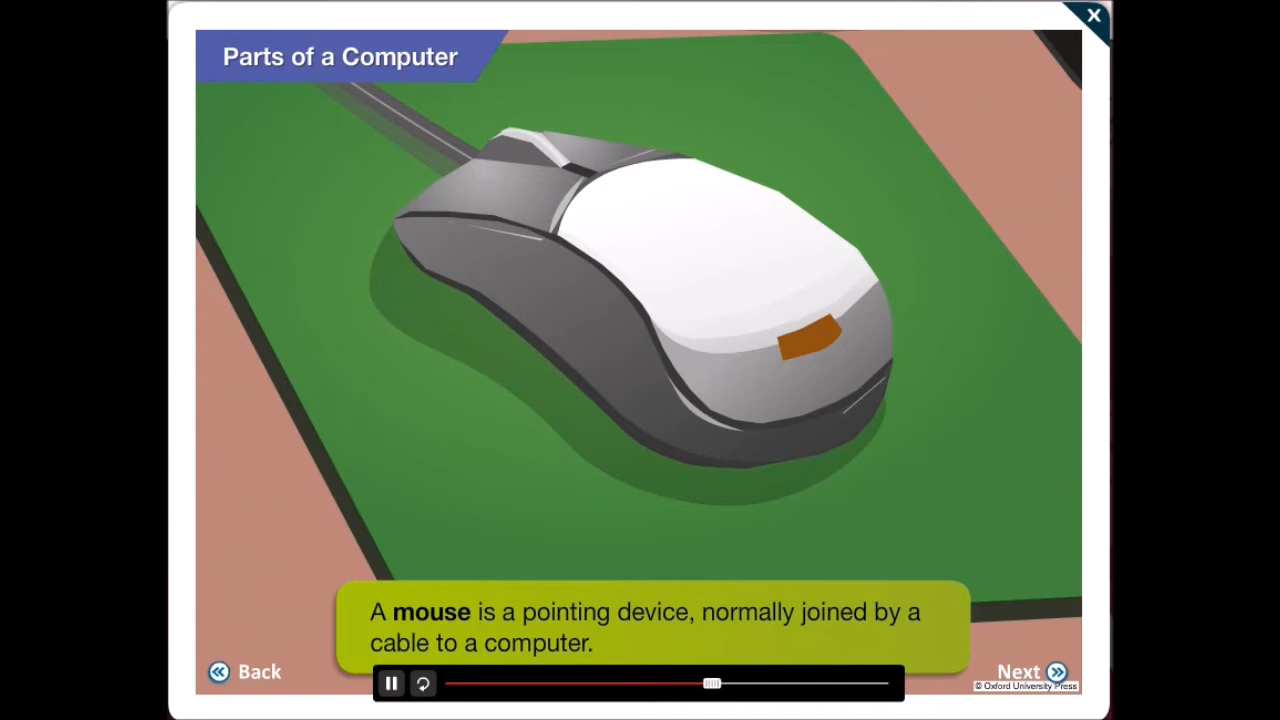 X
Parts of a Computer
A mouse is a pointing device, normally joined by a
cable to a computer.
Back
Next
© Oxford University Press